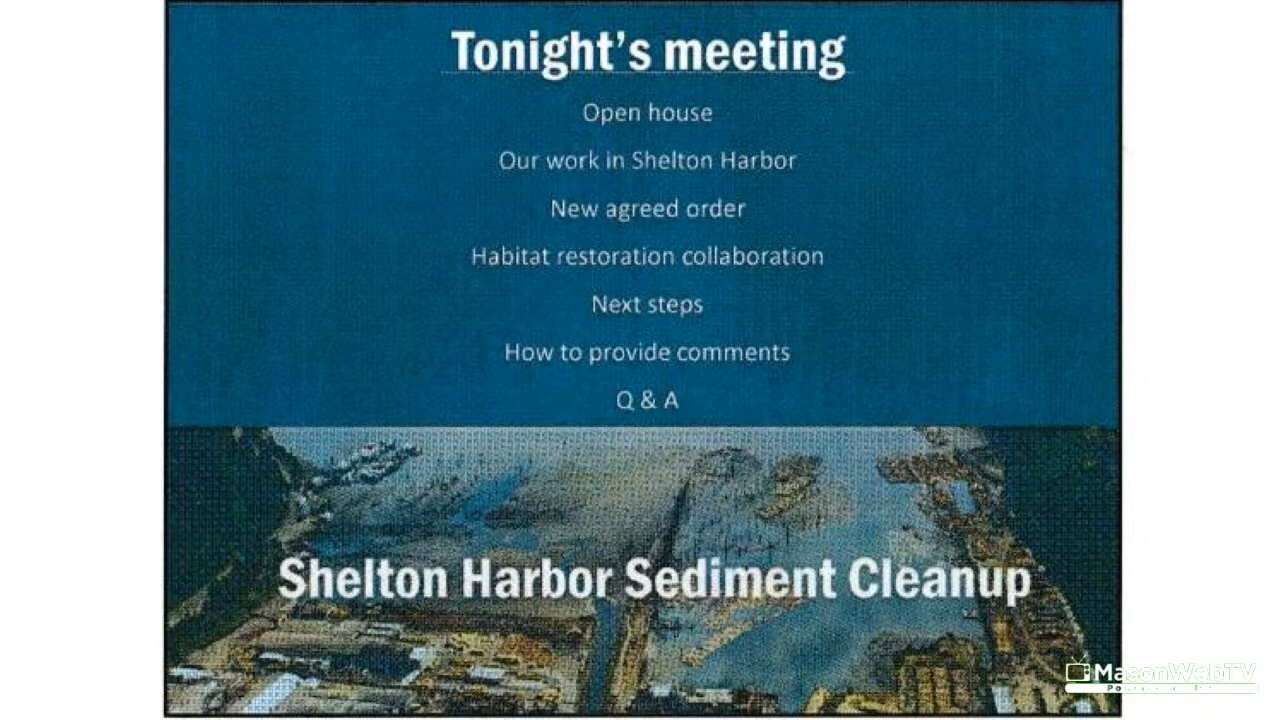 Tonight's meeting
Open house
Our work in Shelton Harbor
New agreed order
Habitat restoration collaboration
Next steps
How to provide comments
Q & A
Shelton Harbor Sediment Cleanup
MasonWebTV